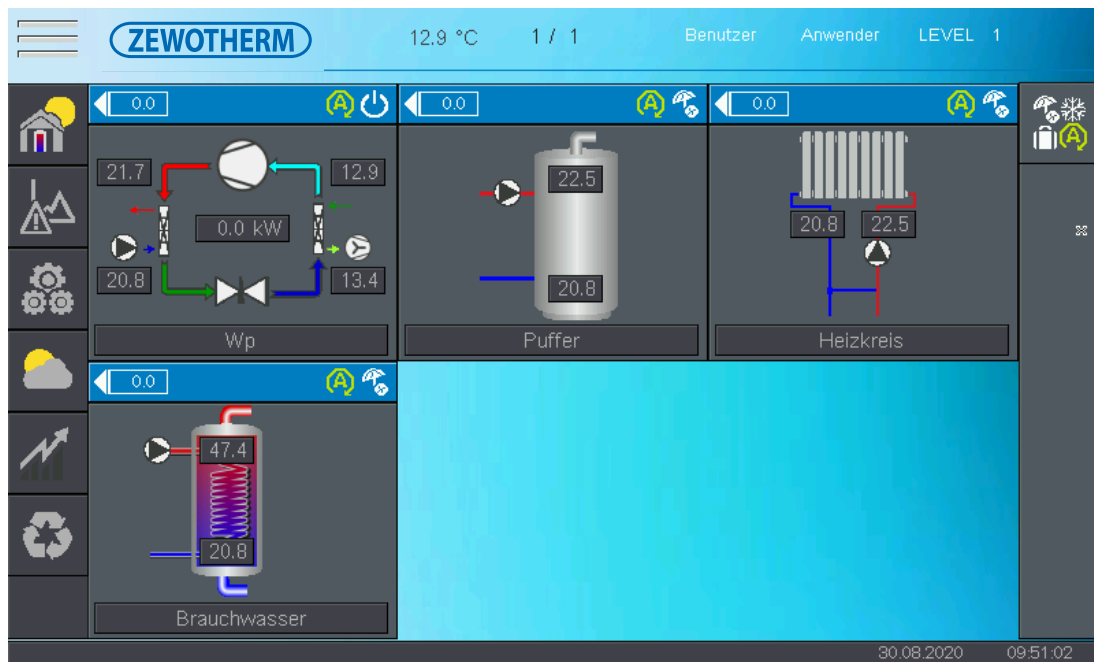 ZEWOTHERM 12.9 °C 1 / 1 Benutzer Anwender LEVEL 1
0.0 A 0.0 A 0.0 A
A
21.7 12.9
0.0 kW
20.8 13.4
Wp
22.5
20.8
Puffer
20.8 22.5
Heizkreis
0.0 A
47.4
20.8
Brauchwasser
30.08.2020 09:51:02